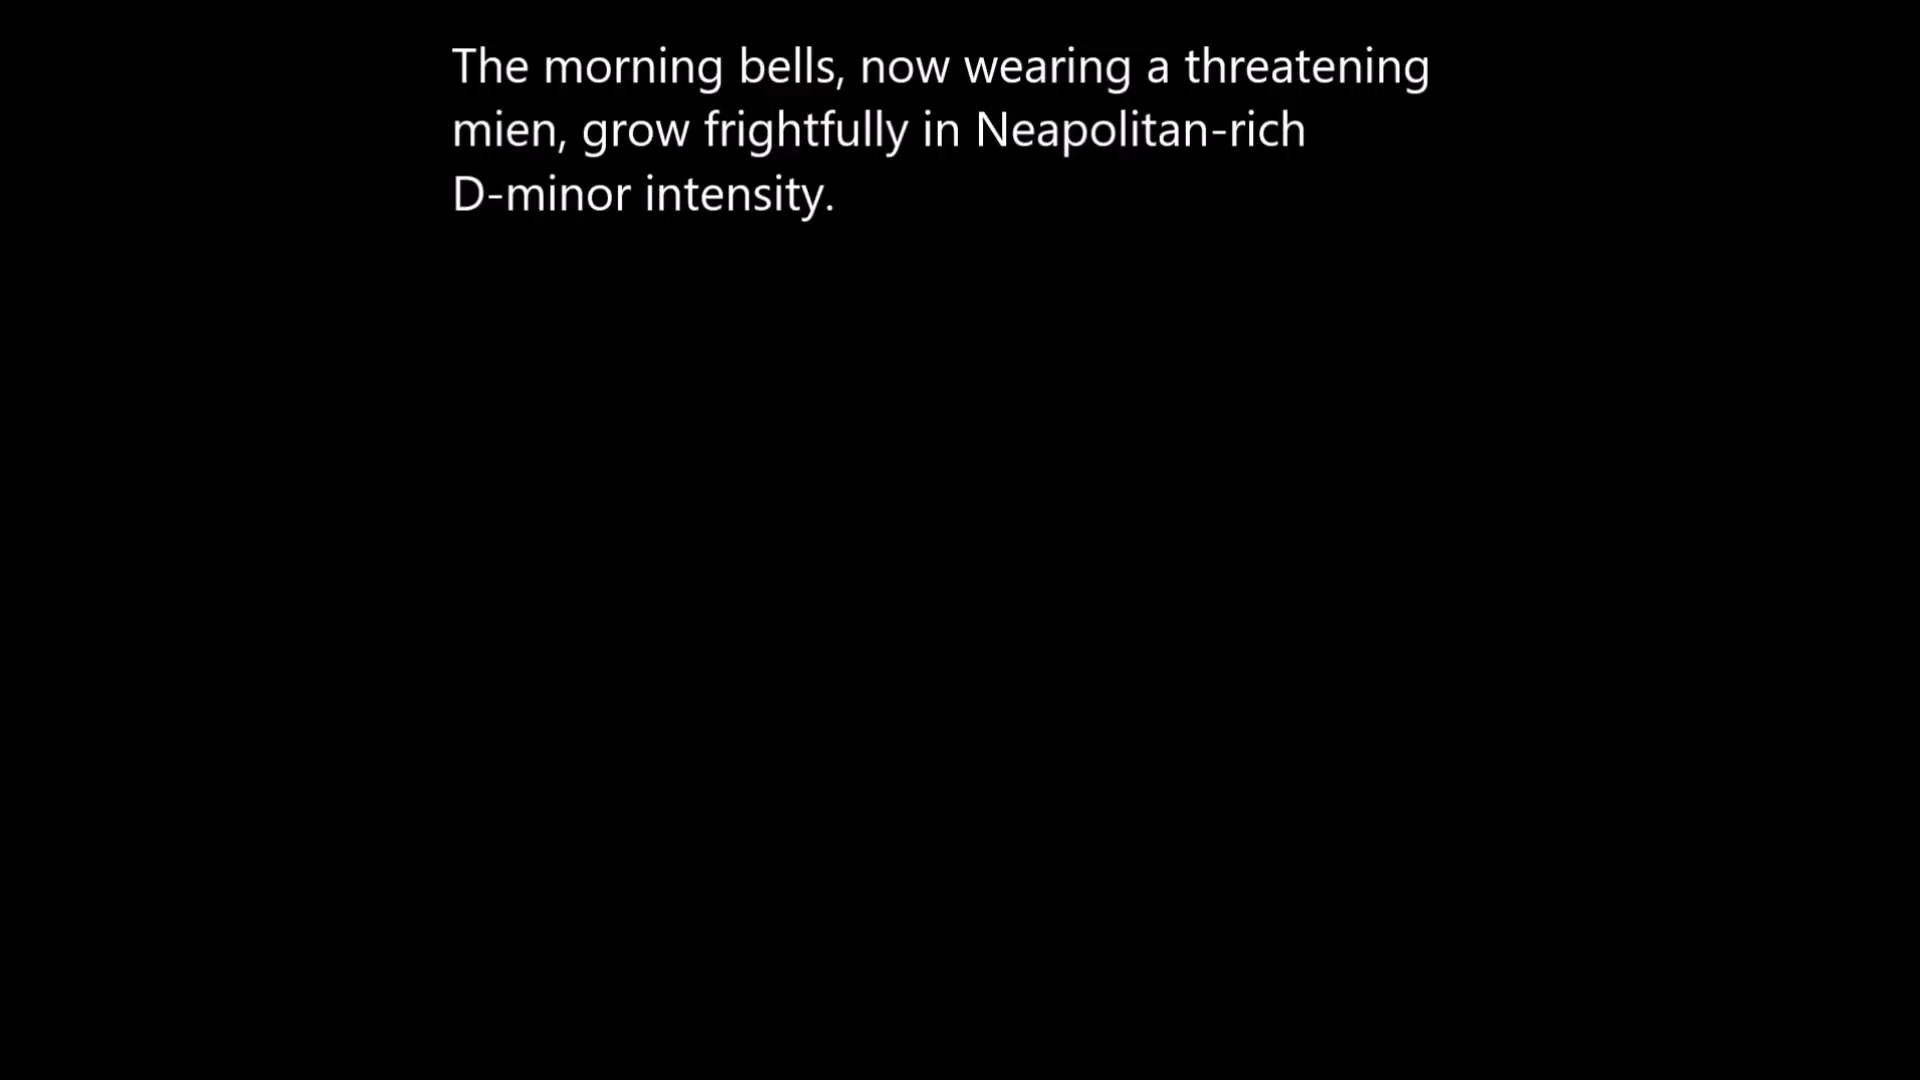 The morning bells, now wearing a threatening
mien, grow frightfully in Neapolitan-rich
D-minor intensity.